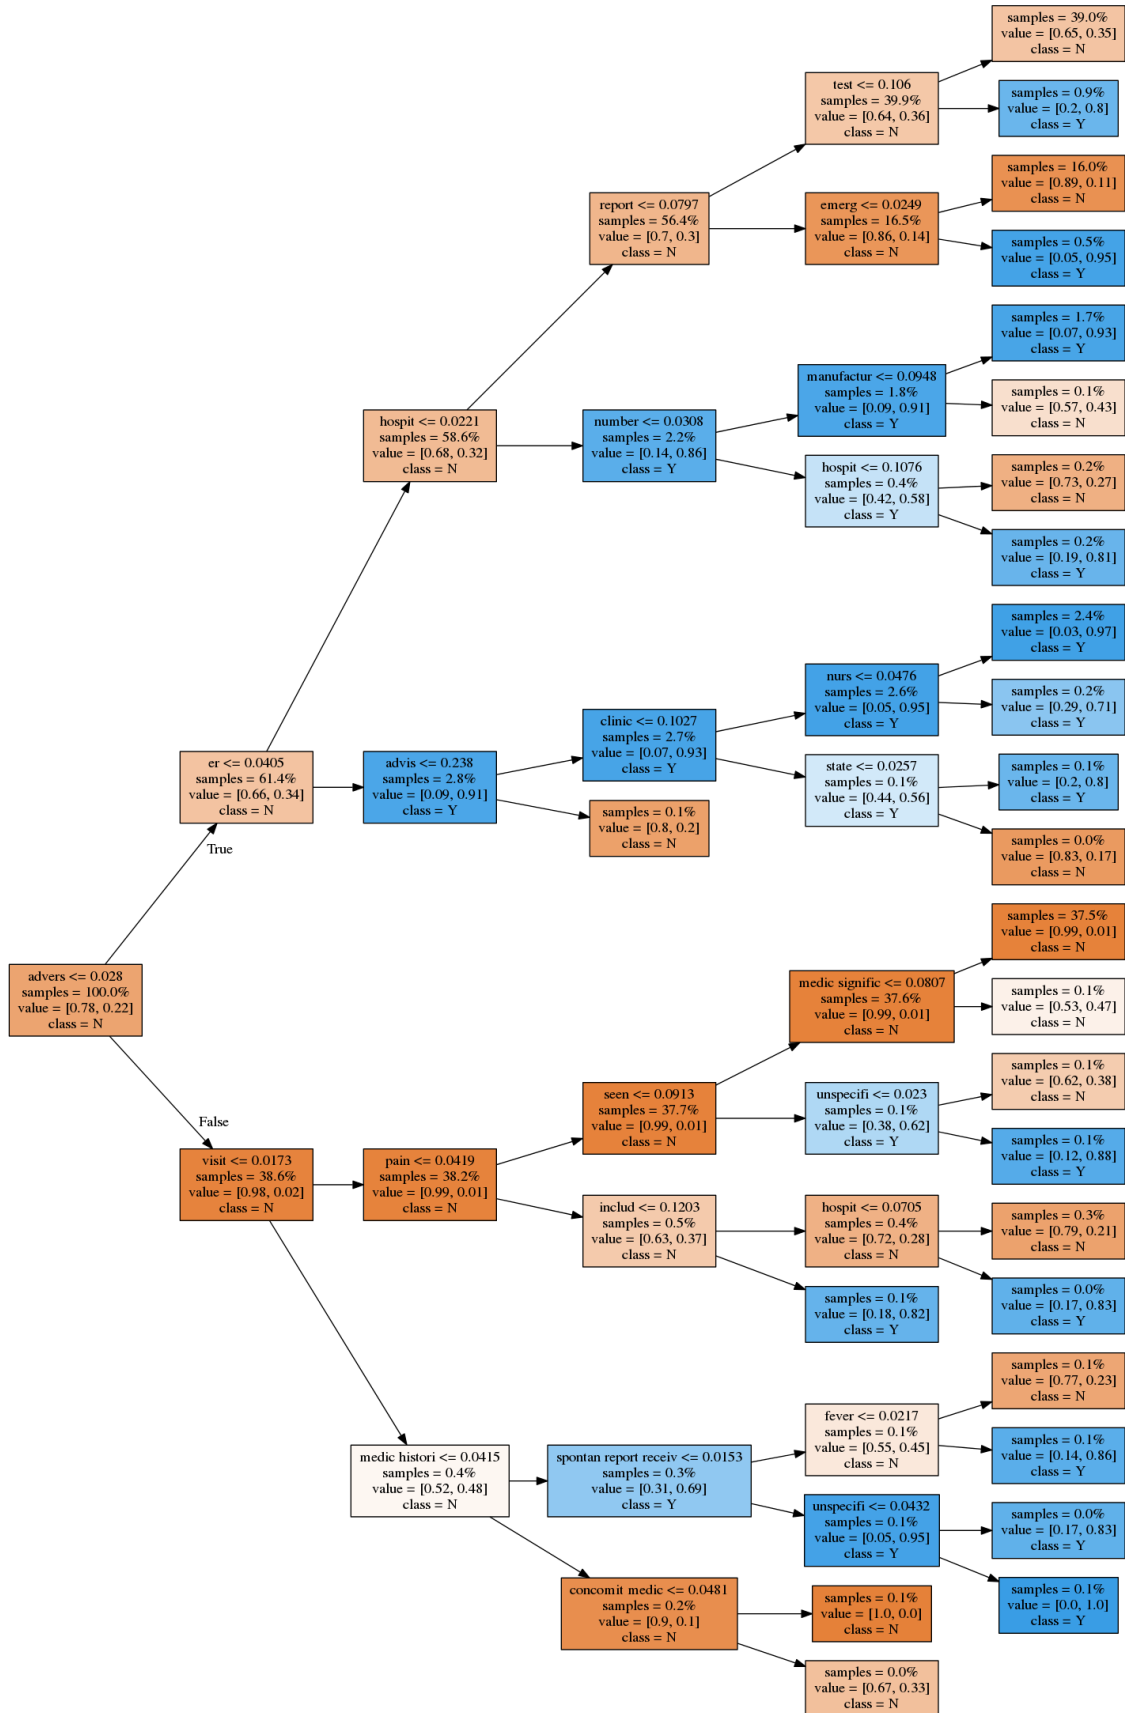 samples = 39.0%
value = [0.65, 0.35]
class = N
test <= 0.106
samples = 39.9%
value = [0.64, 0.36]
class = N
samples = 0.9%
value = [0.2, 0.8]
class = Y
samples = 16.0%
value = [0.89, 0.11]
class = N
report <= 0.0797
samples = 56.4%
value = [0.7, 0.3]
class = N
emerg <= 0.0249
samples = 16.5%
value = [0.86, 0.14]
class = N
samples = 0.5%
value = [0.05, 0.95]
class = Y
samples = 1.7%
value = [0.07, 0.93]
class = Y
manufactur <= 0.0948
samples = 1.8%
value = [0.09, 0.91]
class = Y
samples = 0.1%
value = [0.57, 0.43]
class = N
hospit <= 0.0221
samples = 58.6%
value = [0.68, 0.32]
class = N
number <= 0.0308
samples = 2.2%
value = [0.14, 0.86]
class = Y
hospit <= 0.1076
samples = 0.4%
value = [0.42, 0.58]
class = Y
samples = 0.2%
value = [0.73, 0.27]
class = N
samples = 0.2%
value = [0.19, 0.81]
class = Y
samples = 2.4%
value = [0.03, 0.97]
class = Y
nurs <= 0.0476
samples = 2.6%
value = [0.05, 0.95]
class = Y
samples = 0.2%
value = [0.29, 0.71]
class = Y
clinic <= 0.1027
samples = 2.7%
value = [0.07, 0.93]
class = Y
er <= 0.0405
samples = 61.4%
value = [0.66, 0.34]
class = N
advis <= 0.238
samples = 2.8%
value = [0.09, 0.91]
class = Y
state <= 0.0257
samples = 0.1%
value = [0.44, 0.56]
class = Y
samples = 0.1%
value = [0.2, 0.8]
class = Y
samples = 0.1%
value = [0.8, 0.2]
class = N
samples = 0.0%
value = [0.83, 0.17]
class = N
True
samples = 37.5%
value = [0.99, 0.01]
class = N
advers <= 0.028
samples = 100.0%
value = [0.78, 0.22]
class = N
medic signific <= 0.0807
samples = 37.6%
value = [0.99, 0.01]
class = N
samples = 0.1%
value = [0.53, 0.47]
class = N
samples = 0.1%
value = [0.62, 0.38]
class = N
seen <= 0.0913
samples = 37.7%
value = [0.99, 0.01]
class = N
unspecifi <= 0.023
samples = 0.1%
value = [0.38, 0.62]
class = Y
False
samples = 0.1%
value = [0.12, 0.88]
class = Y
visit <= 0.0173
samples = 38.6%
value = [0.98, 0.02]
class = N
pain <= 0.0419
samples = 38.2%
value = [0.99, 0.01]
class = N
includ <= 0.1203
samples = 0.5%
value = [0.63, 0.37]
class = N
hospit <= 0.0705
samples = 0.4%
value = [0.72, 0.28]
class = N
samples = 0.3%
value = [0.79, 0.21]
class = N
samples = 0.0%
value = [0.17, 0.83]
class = Y
samples = 0.1%
value = [0.18, 0.82]
class = Y
samples = 0.1%
value = [0.77, 0.23]
class = N
fever <= 0.0217
samples = 0.1%
value = [0.55, 0.45]
class = N
samples = 0.1%
value = [0.14, 0.86]
class = Y
medic histori <= 0.0415
samples = 0.4%
value = [0.52, 0.48]
class = N
spontan report receiv <= 0.0153
samples = 0.3%
value = [0.31, 0.69]
class = Y
unspecifi <= 0.0432
samples = 0.1%
value = [0.05, 0.95]
class = Y
samples = 0.0%
value = [0.17, 0.83]
class = Y
samples = 0.1%
value = [0.0, 1.0]
class = Y
concomit medic <= 0.0481
samples = 0.2%
value = [0.9, 0.1]
class = N
samples = 0.1%
value = [1.0, 0.0]
class = N
samples = 0.0%
value = [0.67, 0.33]
class = N